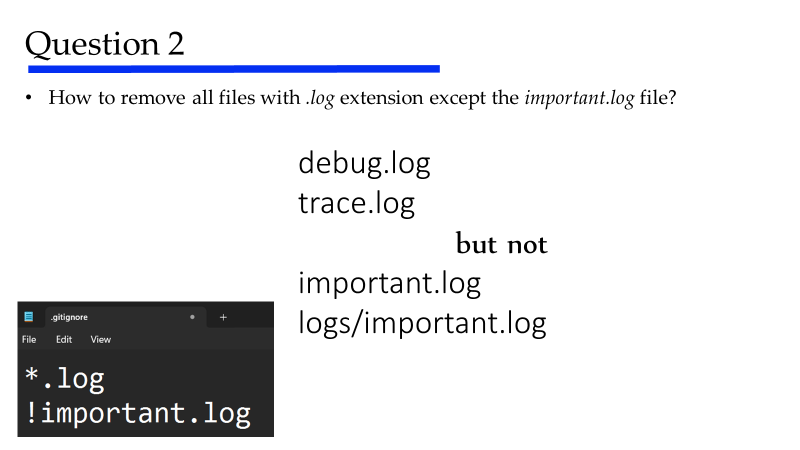 Question 2
• How to remove all files with .log extension except the important.log file?
debug.log
trace.log
but not
important.log
logs/important.log
.gitignore
File Edit View
*.log
!important.log